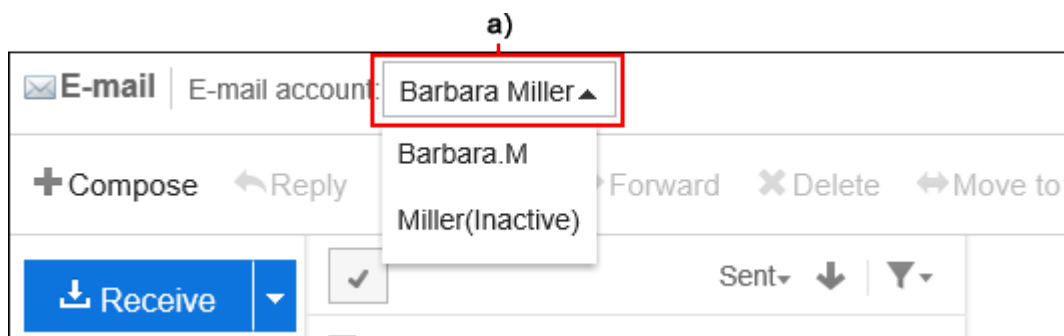 a)
E-mail E-mail account: Barbara Miller
Barbara.M
Miller(Inactive)
Compose Reply Forward Delete Move to
Receive Sent